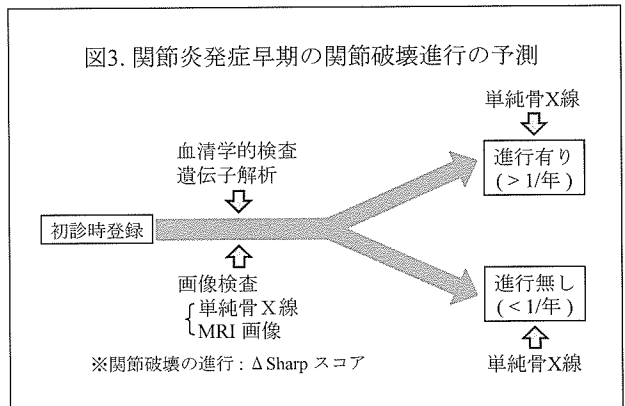 図3. 関節炎発症早期の関節破壊進行の予測
単純骨X線
血清学的検査
遺伝子解析
進行有り
( > 1/年 )
初診時登録
画像検査
単純骨X線
MRI 画像
進行無し
( < 1/年 )
※関節破壊の進行 : Δ Sharp スコア
単純骨X線